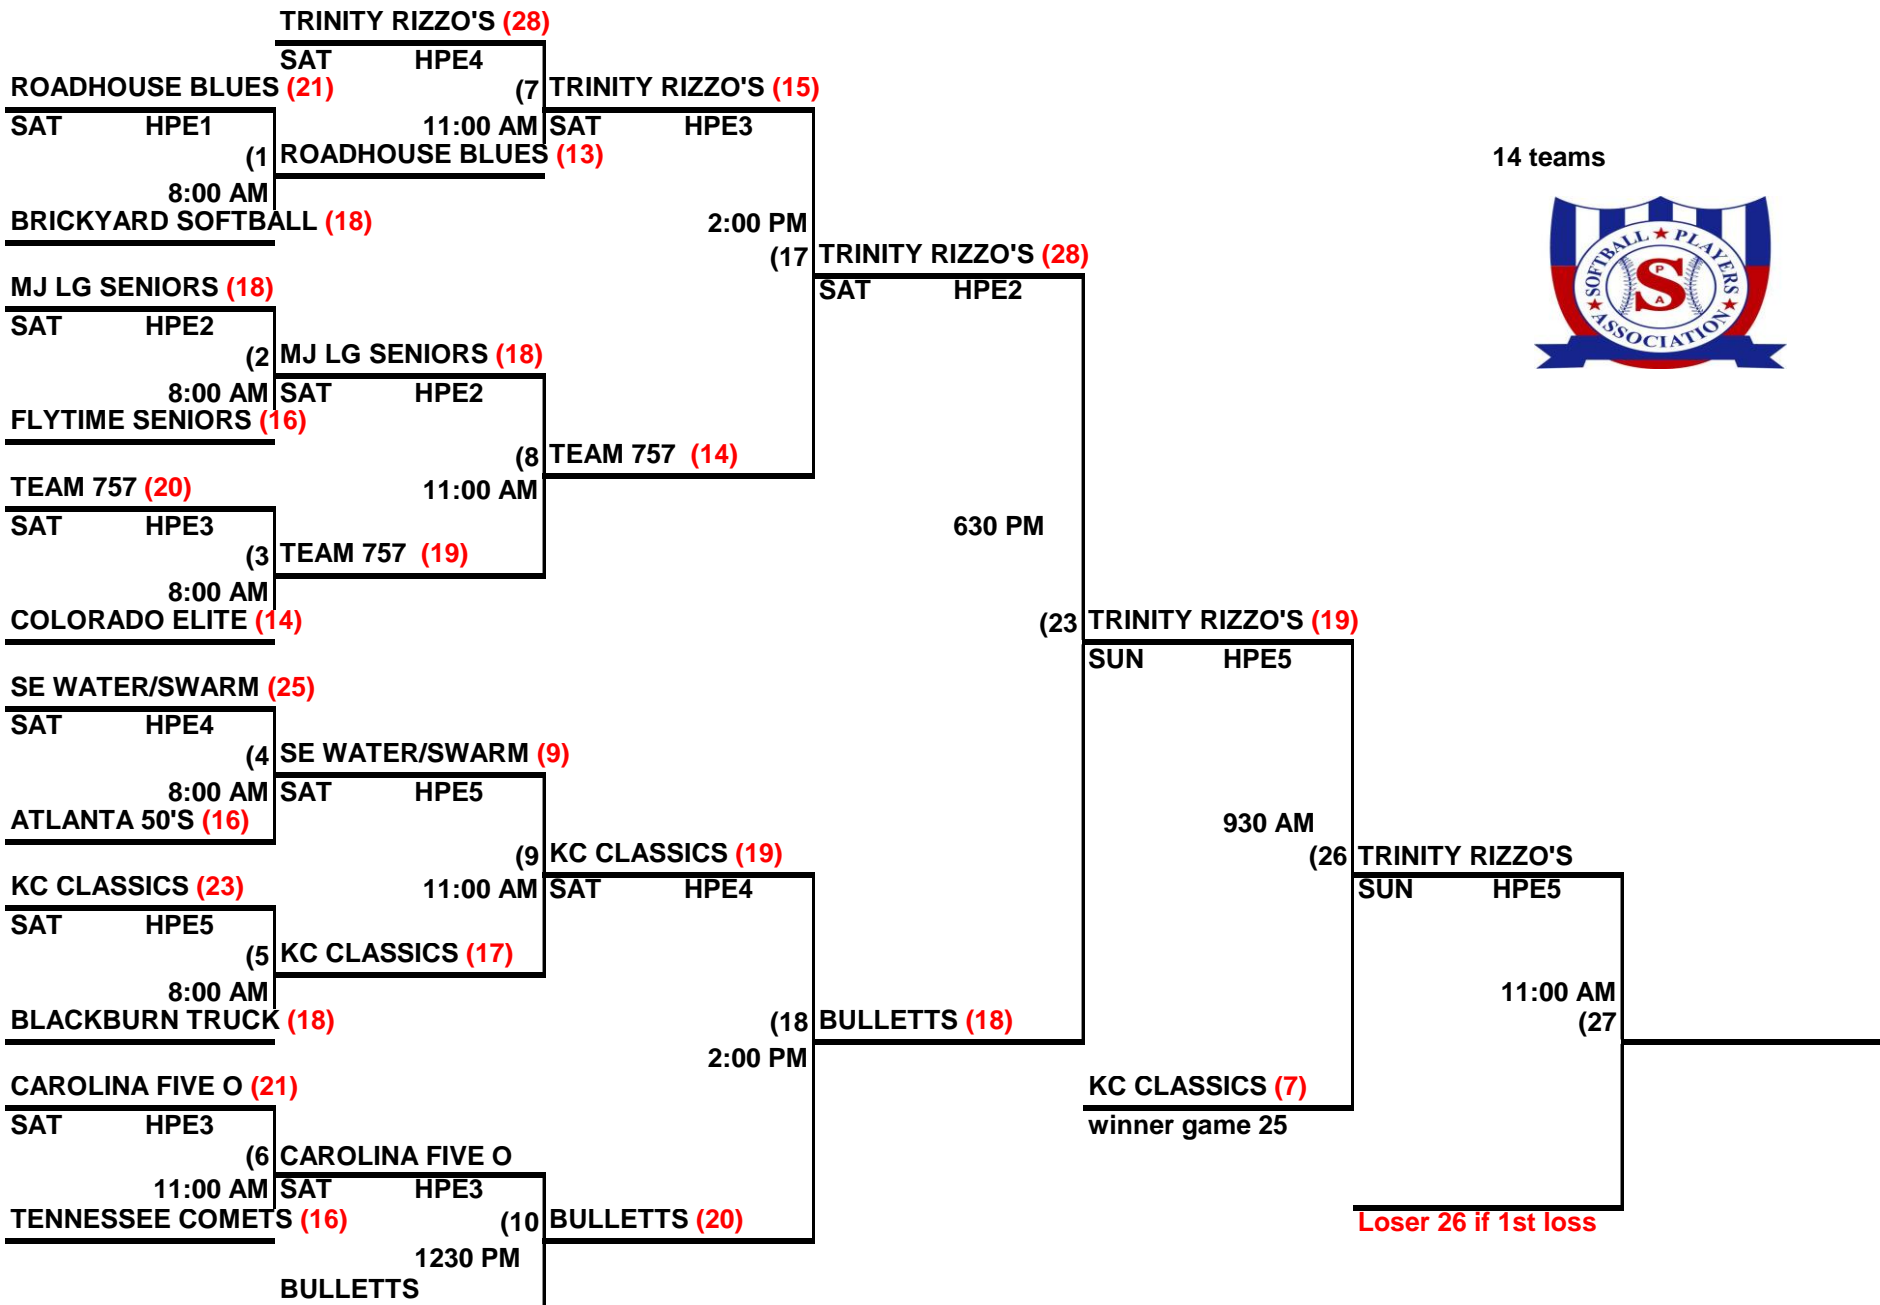 TRINITY RIZZO'S (28)
SAT HPE4
ROADHOUSE BLUES (21)
(7 TRINITY RIZZO'S (15)
SAT HPE1
11:00 AM SAT HPE3
(1 ROADHOUSE BLUES (13)
14 teams
8:00 AM
BRICKYARD SOFTBALL (18)
2:00 PM
(17 TRINITY RIZZO'S (28)
SOFTBALL ★ PLAYERS ★ ASSOCIATION ★
S
P
A
MJ LG SENIORS (18)
SAT HPE2
SAT HPE2
(2 MJ LG SENIORS (18)
8:00 AM SAT HPE2
FLYTIME SENIORS (16)
(8 TEAM 757 (14)
TEAM 757 (20)
11:00 AM
SAT HPE3
630 PM
(3 TEAM 757 (19)
8:00 AM
COLORADO ELITE (14)
(23 TRINITY RIZZO'S (19)
SUN HPE5
SE WATER/SWARM (25)
SAT HPE4
(4 SE WATER/SWARM (9)
8:00 AM SAT HPE5
ATLANTA 50'S (16)
930 AM
(9 KC CLASSICS (19)
(26 TRINITY RIZZO'S
KC CLASSICS (23)
11:00 AM SAT HPE4
SUN HPE5
SAT HPE5
(5 KC CLASSICS (17)
8:00 AM
11:00 AM
BLACKBURN TRUCK (18)
(18 BULLETTS (18)
(27
2:00 PM
CAROLINA FIVE O (21)
KC CLASSICS (7)
SAT HPE3
winner game 25
(6 CAROLINA FIVE O
11:00 AM SAT HPE3
TENNESSEE COMETS (16)
(10 BULLETTS (20)
Loser 26 if 1st loss
1230 PM
BULLETTS